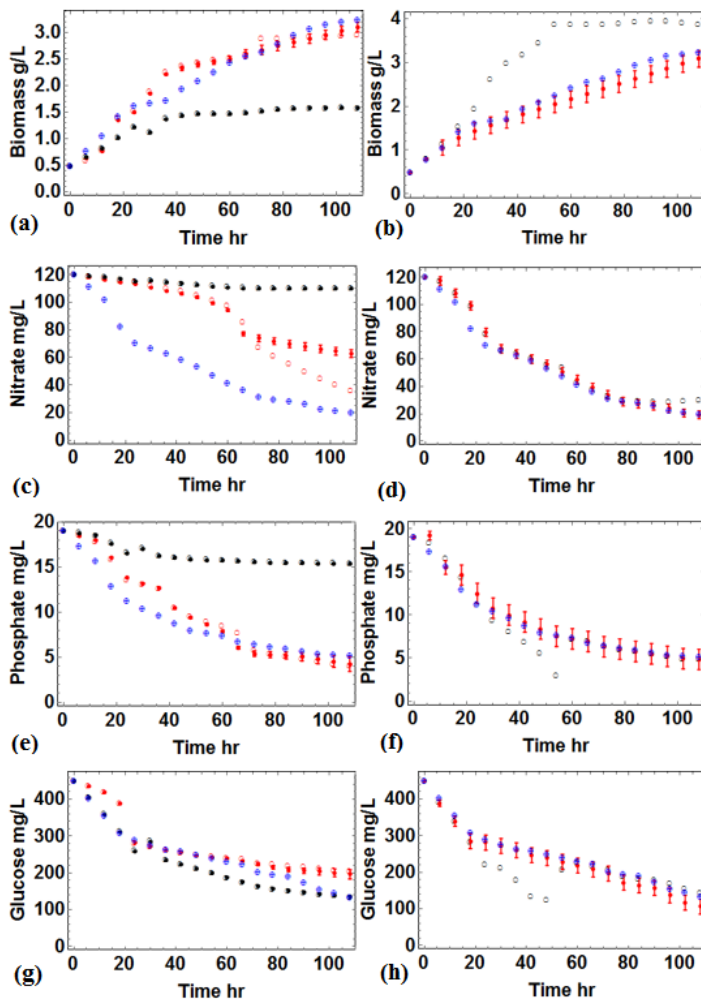 Biomass g/L
3.0
2.5
2.0
1.5
1.0
0.5
0.0
0 20 40 60 80 100
Time hr
(a)
Biomass g/L
4
3
2
1
0
0 20 40 60 80 100
Time hr
(b)
Nitrate mg/L
120
100
80
60
40
20
0
0 20 40 60 80 100
Time hr
(c)
Nitrate mg/L
120
100
80
60
40
20
0
0 20 40 60 80 100
Time hr
(d)
Phosphate mg/L
20
15
10
5
0
0 20 40 60 80 100
Time hr
(e)
Phosphate mg/L
20
15
10
5
0
0 20 40 60 80 100
Time hr
(f)
Glucose mg/L
400
300
200
100
0
0 20 40 60 80 100
Time hr
(g)
Glucose mg/L
400
300
200
100
0
0 20 40 60 80 100
Time hr
(h)